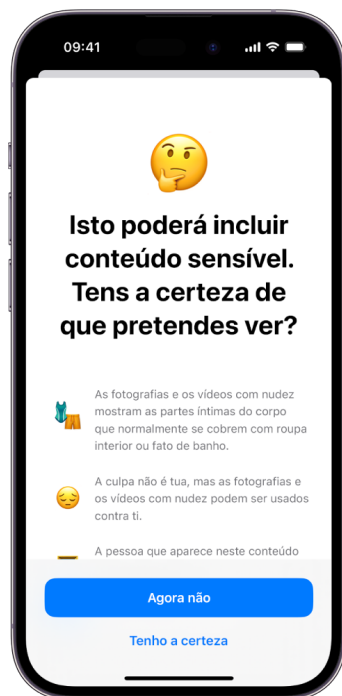 09:41
Isto poderá incluir
conteúdo sensível.
Tens a certeza de
que pretendes ver?
As fotografias e os vídeos com nudez
mostram as partes íntimas do corpo
que normalmente se cobrem com roupa
interior ou fato de banho.
A culpa não é tua, mas as fotografias e
os vídeos com nudez podem ser usados
contra ti.
A pessoa que aparece neste conteúdo
Agora não
Tenho a certeza